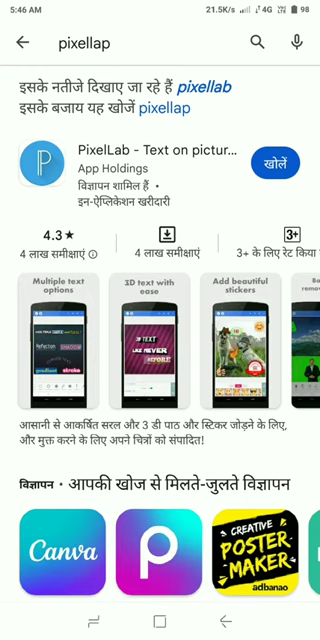 5:46 AM 21.5K/s 4G 98
pixellap
इसके नतीजे दिखाए जा रहे हैं pixellab
इसके बजाय यह खोजें pixellap
PixelLab - Text on pictur...
App Holdings
विज्ञापन शामिल हैं •
इन-ऐप्लिकेशन खरीदारी
खोलें
4.3★
4 लाख समीक्षाएं
4 लाख समीक्षाएं
3+
3+ के लिए रेट किया
Multiple text options
3D text with ease
Add beautiful stickers
3D TEXT
LIKE NEVER
BEFORE!
Reflection
SHADOW
gradient
stroke
आसानी से आकर्षित सरल और 3 डी पाठ और स्टिकर जोड़ने के लिए,
और मुक्त करने के लिए अपने चित्रों को संपादित!
विज्ञापन • आपकी खोज से मिलते-जुलते विज्ञापन
Canva
CREATIVE
POSTER
MAKER
adbanao